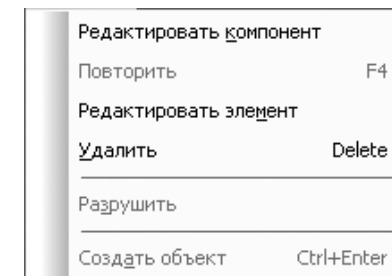 Редактировать компонент
Повторить F4
Редактировать элемент
Удалить Delete
Разрушить
Создать объект Ctrl+Enter